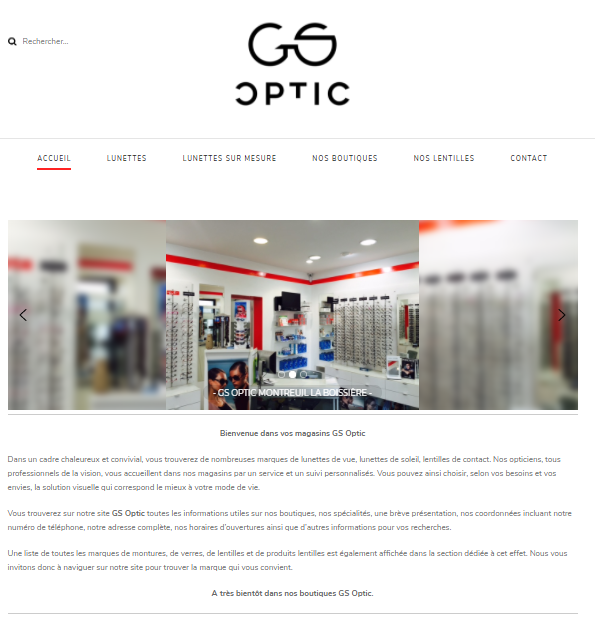 Rechercher...
GS
OPTIC
ACCUEIL LUNETTES LUNETTES SUR MESURE NOS BOUTIQUES NOS LENTILLES CONTACT
- GS OPTIC MONTREUIL LA BOISSIÈRE -
Bienvenue dans vos magasins GS Optic
Dans un cadre chaleureux et convivial, vous trouverez de nombreuses marques de lunettes de vue, lunettes de soleil, lentilles de contact. Nos opticiens, tous
professionnels de la vision, vous accueillent dans nos magasins par un service et un suivi personnalisés. Vous pouvez ainsi choisir, selon vos besoins et vos
envies, la solution visuelle qui correspond le mieux à votre mode de vie.
Vous trouverez sur notre site GS Optic toutes les informations utiles sur nos boutiques, nos spécialités, une brève présentation, nos coordonnées incluant notre
numéro de téléphone, notre adresse complète, nos horaires d'ouvertures ainsi que d'autres informations pour vos recherches.
Une liste de toutes les marques de montures, de verres, de lentilles et de produits lentilles est également affichée dans la section dédiée à cet effet. Nous vous
invitons donc à naviguer sur notre site pour trouver la marque qui vous convient.
A très bientôt dans nos boutiques GS Optic.